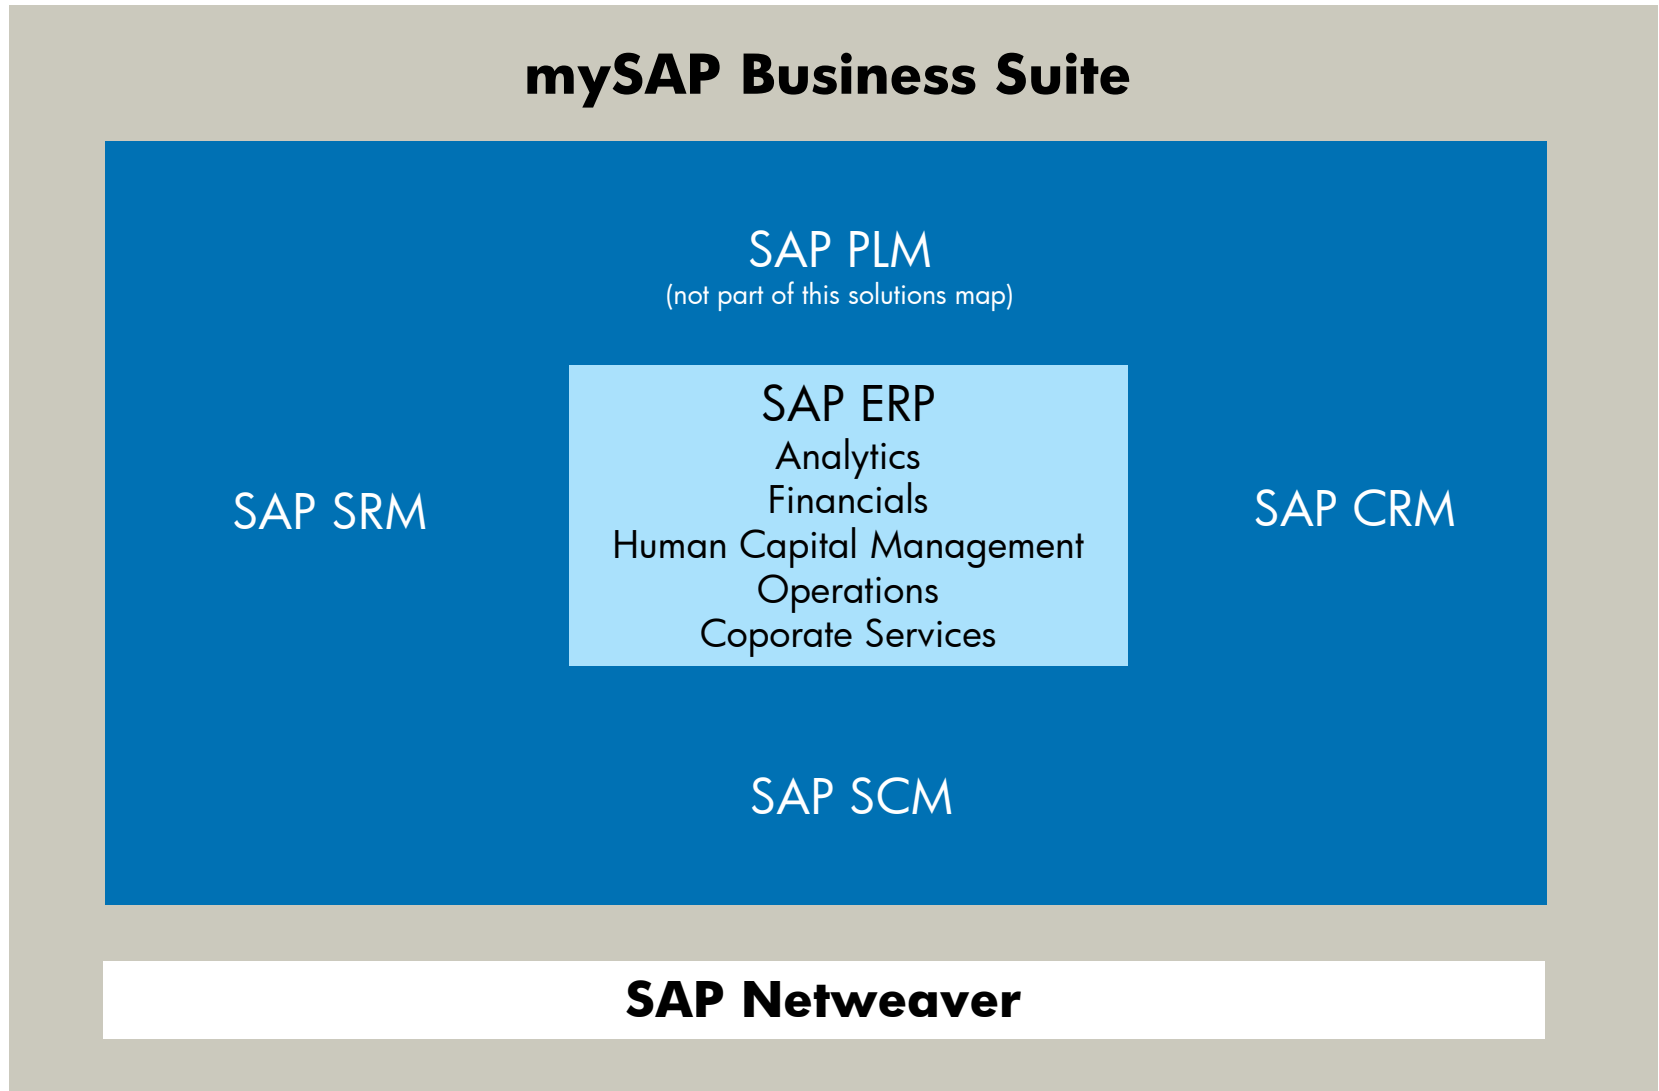 mySAP Business Suite
SAP PLM
(not part of this solutions map)
SAP ERP
Analytics
Financials
Human Capital Management
Operations
Coporate Services
SAP SRM
SAP CRM
SAP SCM
SAP Netweaver